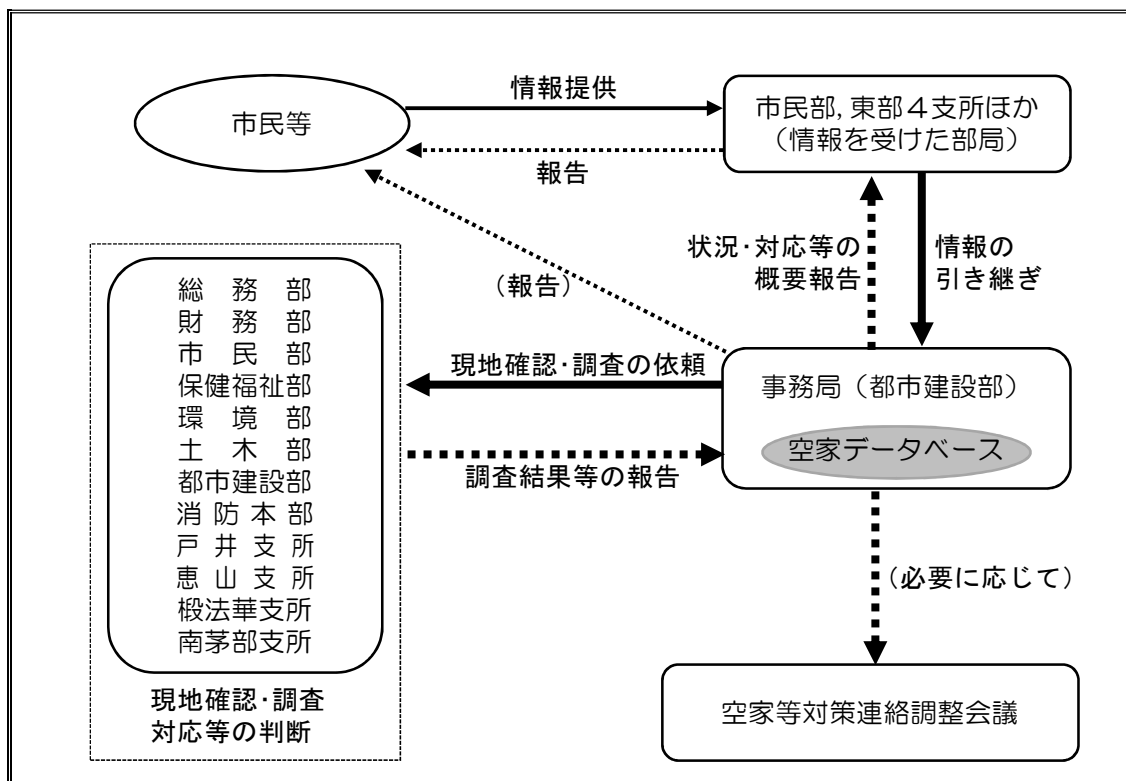 市民等
情報提供
市民部,東部4支所ほか
(情報を受けた部局)
報告
(報告)
状況・対応等の
概要報告
情報の
引き継ぎ
総務部
財務部
市民部
保健福祉部
環境部
土木部
都市建設部
消防本部
戸井支所
恵山支所
椴法華支所
南茅部支所
現地確認・調査
対応等の判断
現地確認・調査の依頼
調査結果等の報告
事務局(都市建設部)
空家データベース
(必要に応じて)
空家等対策連絡調整会議